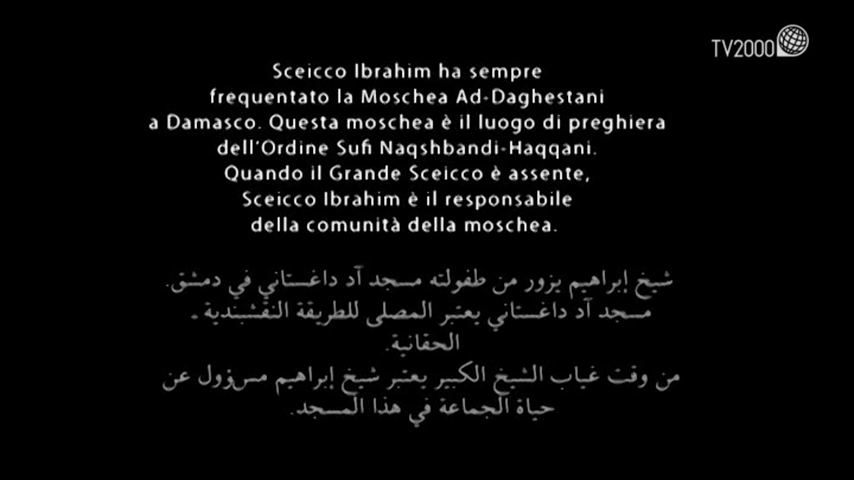 TV2000
Sceicco Ibrahim ha sempre
frequentato la Moschea Ad-Daghestani
a Damasco. Questa moschea è il luogo di preghiera
dell'Ordine Sufi Naqshbandi-Haqqani.
Quando il Grande Sceicco è assente,
Sceicco Ibrahim è il responsabile
della comunità della moschea.
شيخ إبراهيم يزور من طفولته مسجد آد داغستاني في دمشق.
مسجد آد داغستاني يعتبر المصلى للطريقة النقشبندية -
الحقانية.
من وقت غياب الشيخ الكبير يعتبر شيخ إبراهيم مسؤول عن
حياة الجماعة في هذا المسجد.